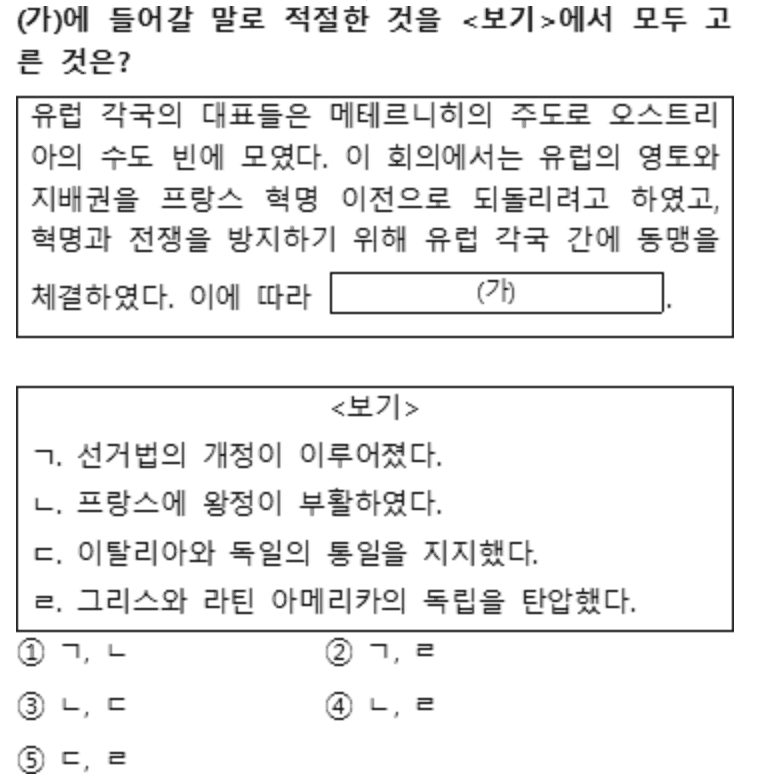 (가)에 들어갈 말로 적절한 것을 <보기>에서 모두 고
른 것은?
유럽 각국의 대표들은 메테르니히의 주도로 오스트리
아의 수도 빈에 모였다. 이 회의에서는 유럽의 영토와
지배권을 프랑스 혁명 이전으로 되돌리려고 하였고,
혁명과 전쟁을 방지하기 위해 유럽 각국 간에 동맹을
체결하였다. 이에 따라 (가).
<보기>
ㄱ. 선거법의 개정이 이루어졌다.
ㄴ. 프랑스에 왕정이 부활하였다.
ㄷ. 이탈리아와 독일의 통일을 지지했다.
ㄹ. 그리스와 라틴 아메리카의 독립을 탄압했다.
① ㄱ, ㄴ ② ㄱ, ㄹ
③ ㄴ, ㄷ ④ ㄴ, ㄹ
⑤ ㄷ, ㄹ